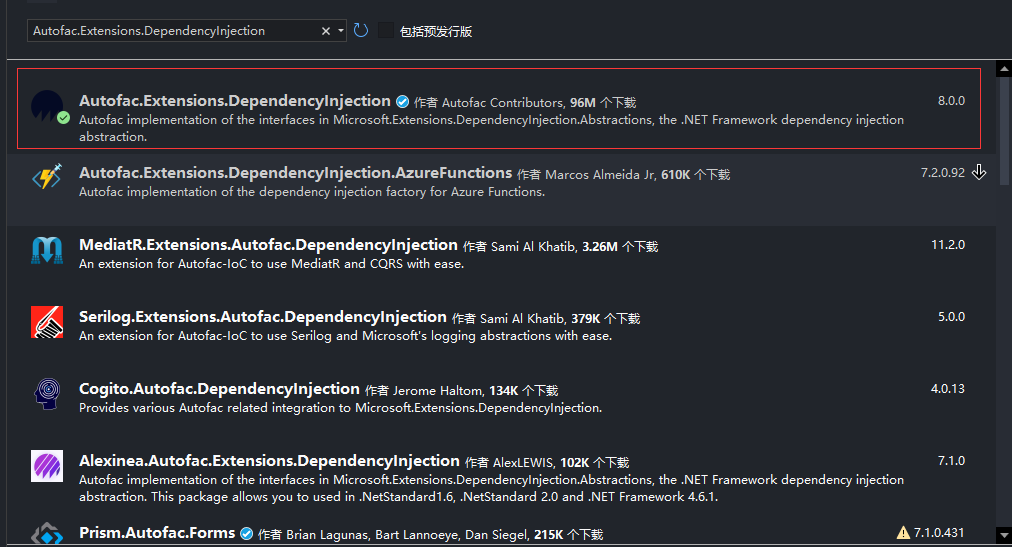 Autofac.Extensions.DependencyInjection
包括预发行版
Autofac.Extensions.DependencyInjection 作者 Autofac Contributors, 96M 个下载 8.0.0
Autofac implementation of the interfaces in Microsoft.Extensions.DependencyInjection.Abstractions, the .NET Framework dependency injection
abstraction.
Autofac.Extensions.DependencyInjection.AzureFunctions 作者 Marcos Almeida Jr, 610K 个下载 7.2.0.92
Autofac implementation of the dependency injection factory for Azure Functions.
MediatR.Extensions.Autofac.DependencyInjection 作者 Sami Al Khatib, 3.26M 个下载 11.2.0
An extension for Autofac-IoC to use MediatR and CQRS with ease.
Serilog.Extensions.Autofac.DependencyInjection 作者 Sami Al Khatib, 379K 个下载 5.0.0
An extension for Autofac-IoC to use Serilog and Microsoft's logging abstractions with ease.
Cogito.Autofac.DependencyInjection 作者 Jerome Haltom, 134K 个下载 4.0.13
Provides various Autofac related integration to Microsoft.Extensions.DependencyInjection.
Alexinea.Autofac.Extensions.DependencyInjection 作者 AlexLEWIS, 102K 个下载 7.1.0
Autofac implementation of the interfaces in Microsoft.Extensions.DependencyInjection.Abstractions, the .NET Framework dependency injection
abstraction. This package allows you to used in .NetStandard1.6, .NetStandard 2.0 and .NET Framework 4.6.1.
Prism.Autofac.Forms 作者 Brian Lagunas, Bart Lannoeye, Dan Siegel, 215K 个下载 7.1.0.431